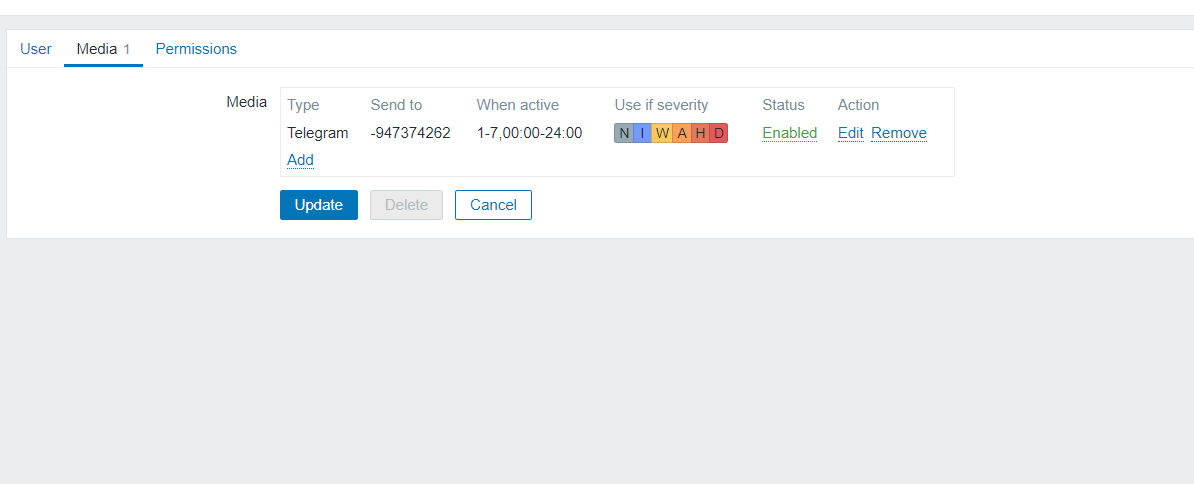 User Media 1 Permissions
Media Type Send to When active Use if severity Status Action
Telegram -947374262 1-7,00:00-24:00 N I W A H D Enabled Edit Remove
Add
Update Delete Cancel